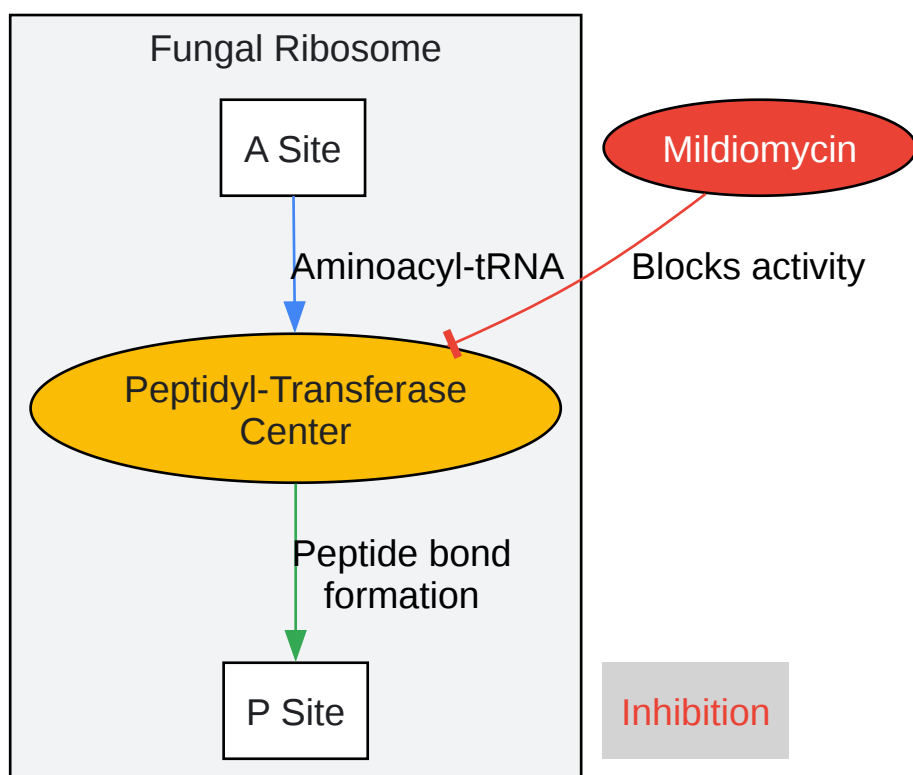 Fungal Ribosome
A Site
Mildiomycin
Aminoacyl-tRNA
Blocks activity
Peptidyl-Transferase
Center
Peptide bond
formation
P Site
Inhibition